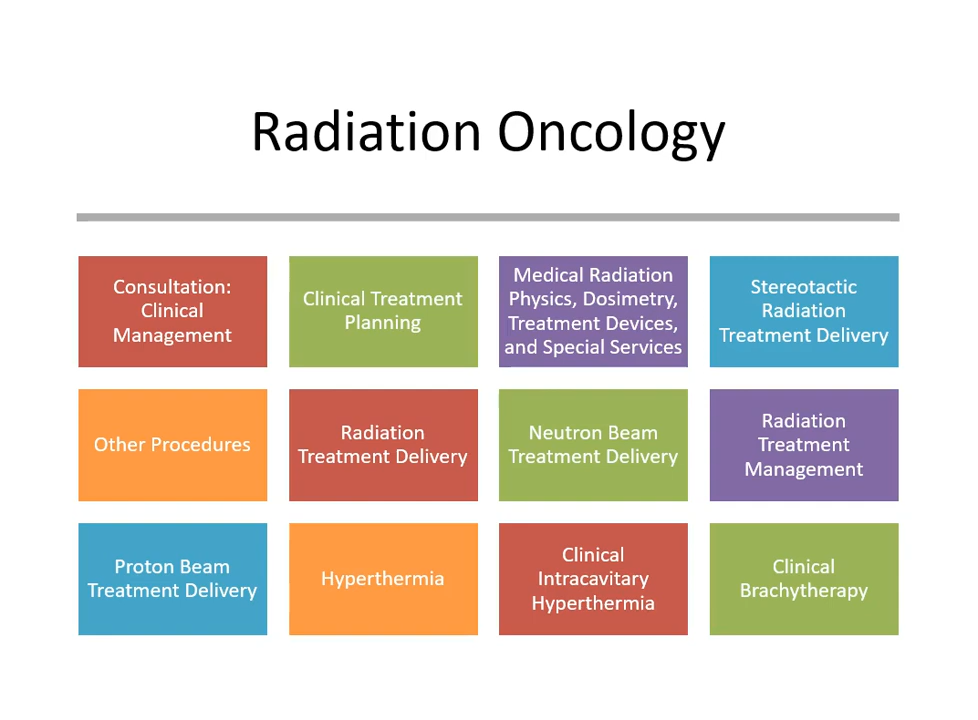 Radiation Oncology
Consultation:
Clinical
Management
Clinical Treatment
Planning
Medical Radiation
Physics, Dosimetry,
Treatment Devices,
and Special Services
Stereotactic
Radiation
Treatment Delivery
Other Procedures
Radiation
Treatment Delivery
Neutron Beam
Treatment Delivery
Radiation
Treatment
Management
Proton Beam
Treatment Delivery
Hyperthermia
Clinical
Intracavitary
Hyperthermia
Clinical
Brachytherapy